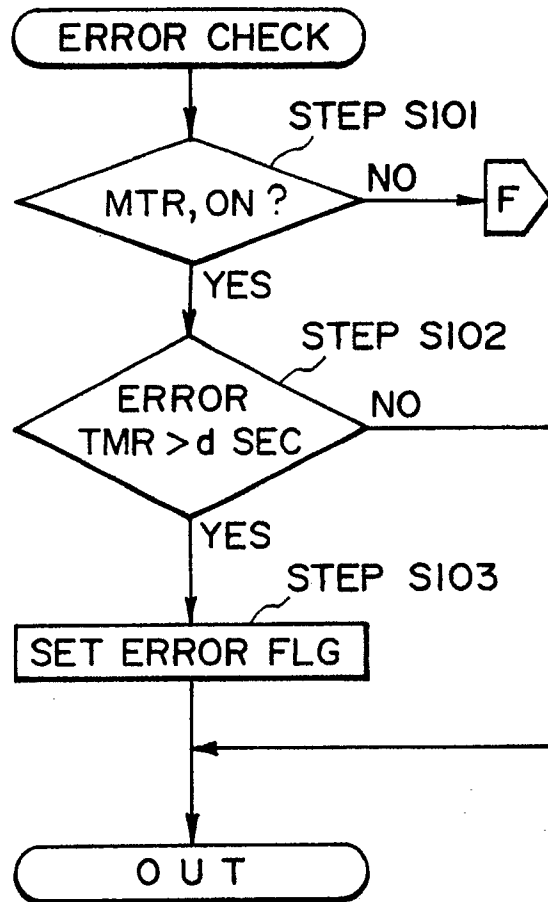 ERROR CHECK
STEP S101
MTR, ON ?
NO
F
YES
STEP S102
ERROR
TMR > d SEC
NO
YES
STEP S103
SET ERROR FLG
OUT